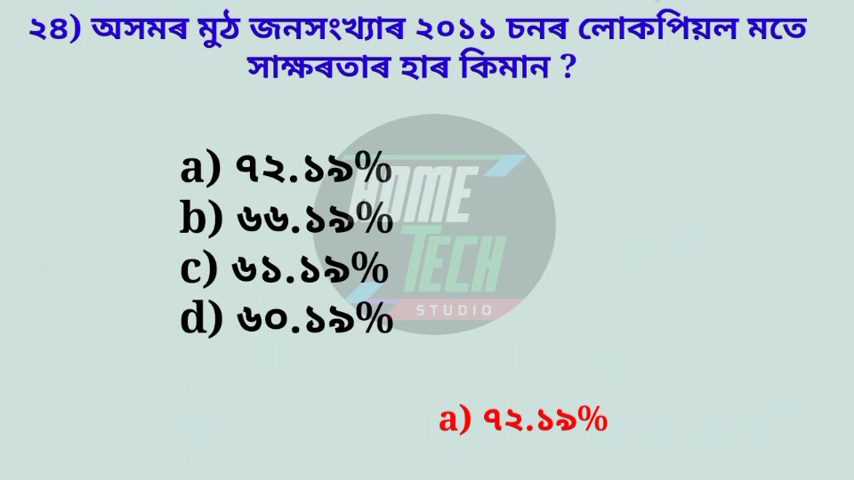 ২৪) অসমৰ মুঠ জনসংখ্যাৰ ২০১১ চনৰ লোকপিয়ল মতে
সাক্ষৰতাৰ হাৰ কিমান ?
a) ৭২.১৯%
b) ৬৬.১৯%
c) ৬১.১৯%
d) ৬০.১৯%
HOME
TECH
STUDIO
a) ৭২.১৯%